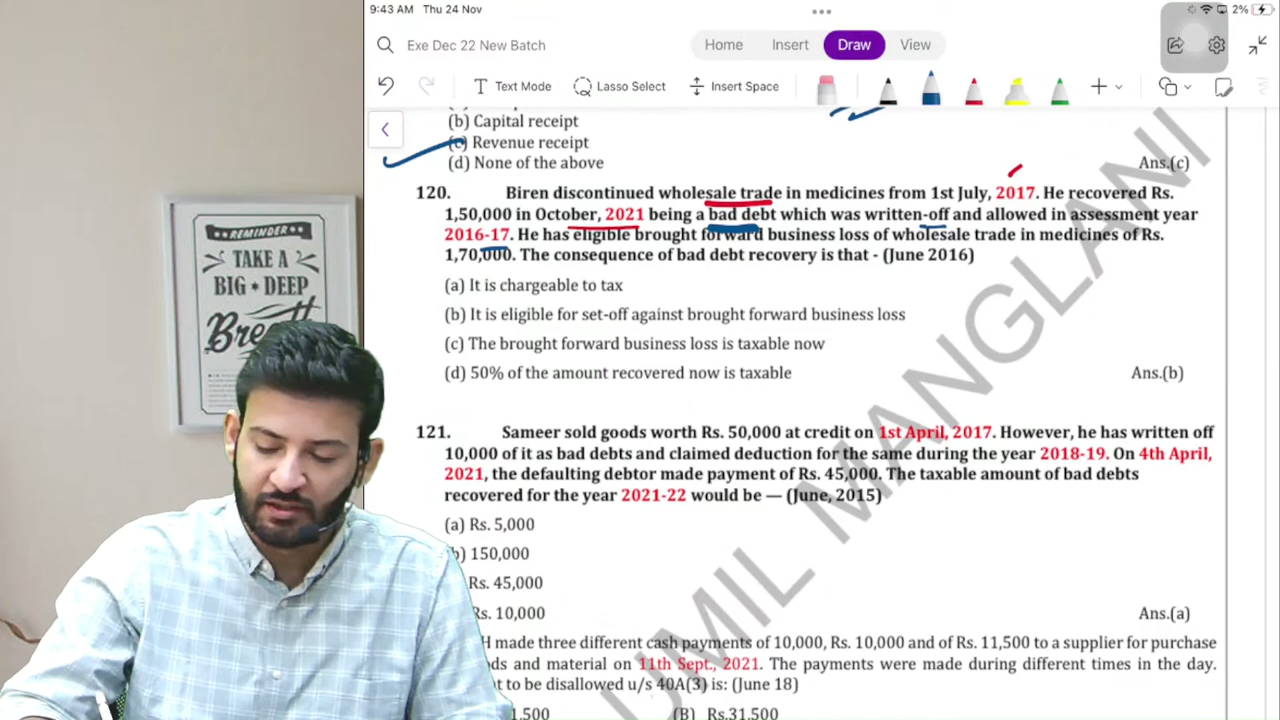 9:43 AM Thu 24 Nov
2%
Exe Dec 22 New Batch
Home Insert Draw View
Text Mode Lasso Select Insert Space
(b) Capital receipt
(c) Revenue receipt
(d) None of the above Ans.(c)
120. Biren discontinued wholesale trade in medicines from 1st July, 2017. He recovered Rs.
1,50,000 in October, 2021 being a bad debt which was written-off and allowed in assessment year
2016-17. He has eligible brought forward business loss of wholesale trade in medicines of Rs.
1,70,000. The consequence of bad debt recovery is that - (June 2016)
(a) It is chargeable to tax
(b) It is eligible for set-off against brought forward business loss
(c) The brought forward business loss is taxable now
(d) 50% of the amount recovered now is taxable Ans.(b)
121. Sameer sold goods worth Rs. 50,000 at credit on 1st April, 2017. However, he has written off
10,000 of it as bad debts and claimed deduction for the same during the year 2018-19. On 4th April,
2021, the defaulting debtor made payment of Rs. 45,000. The taxable amount of bad debts
recovered for the year 2021-22 would be — (June, 2015)
(a) Rs. 5,000
b) 150,000
Rs. 45,000
Rs. 10,000 Ans.(a)
H made three different cash payments of 10,000, Rs. 10,000 and of Rs. 11,500 to a supplier for purchase
ds and material on 11th Sept., 2021. The payments were made during different times in the day.
t to be disallowed u/s 40A(3) is: (June 18)
1,500 (B) Rs.31,500
UMIL MANGLANI
REMINDER
TAKE A
BIG DEEP
Bre